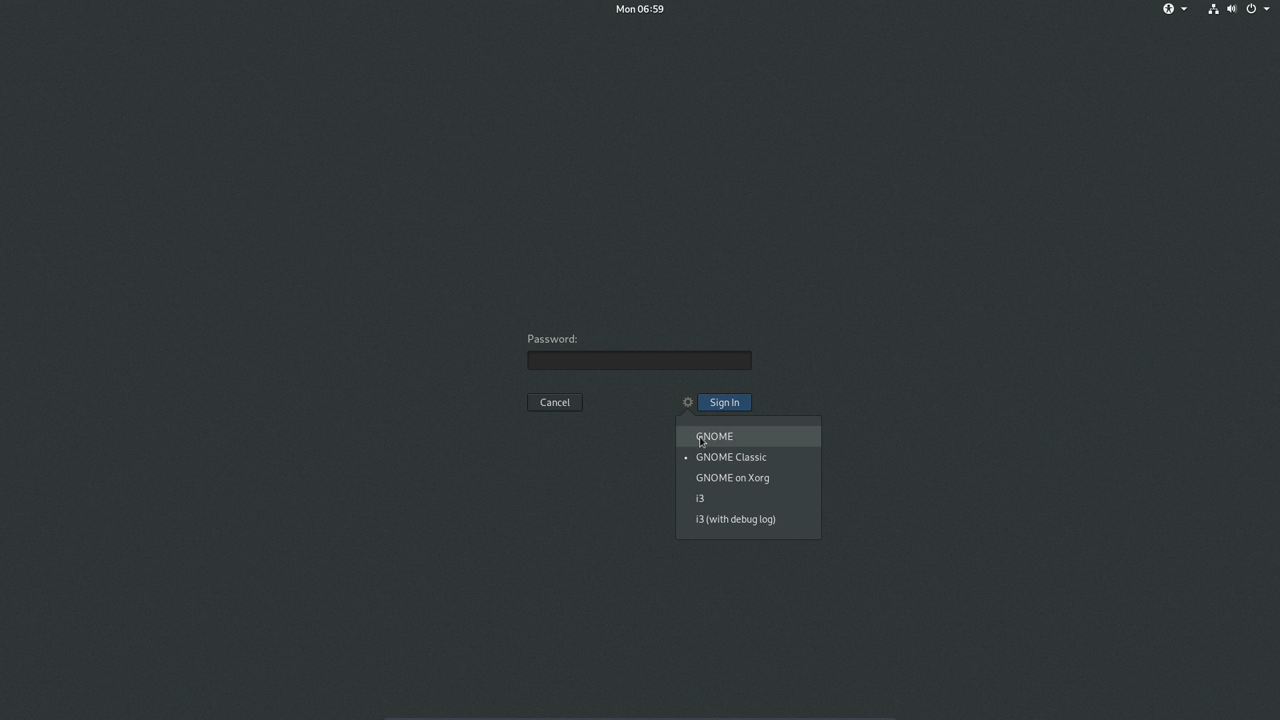 Mon 06:59
Password:
Cancel
Sign In
GNOME
GNOME Classic
GNOME on Xorg
i3
i3 (with debug log)